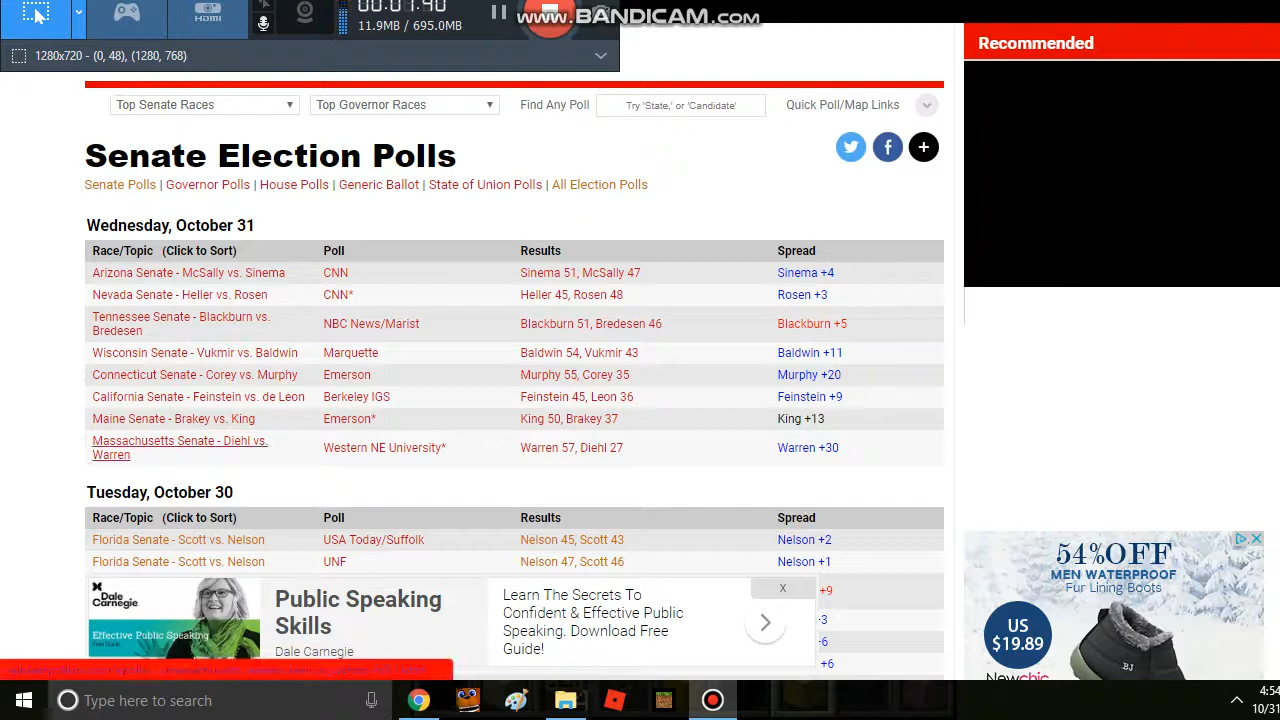 11.9MB / 695.0MB
HDMI
www.BANDICAM.com
1280x720 - (0, 48), (1280, 768)
Recommended
Top Senate Races
Top Governor Races
Find Any Poll
Try 'State,' or 'Candidate'
Quick Poll/Map Links
Senate Election Polls
Senate Polls | Governor Polls | House Polls | Generic Ballot | State of Union Polls | All Election Polls
Wednesday, October 31
Race/Topic (Click to Sort) Poll Results Spread
Arizona Senate - McSally vs. Sinema CNN Sinema 51, McSally 47 Sinema +4
Nevada Senate - Heller vs. Rosen CNN* Heller 45, Rosen 48 Rosen +3
Tennessee Senate - Blackburn vs.
Bredesen NBC News/Marist Blackburn 51, Bredesen 46 Blackburn +5
Wisconsin Senate - Vukmir vs. Baldwin Marquette Baldwin 54, Vukmir 43 Baldwin +11
Connecticut Senate - Corey vs. Murphy Emerson Murphy 55, Corey 35 Murphy +20
California Senate - Feinstein vs. de Leon Berkeley IGS Feinstein 45, Leon 36 Feinstein +9
Maine Senate - Brakey vs. King Emerson* King 50, Brakey 37 King +13
Massachusetts Senate - Diehl vs.
Warren Western NE University* Warren 57, Diehl 27 Warren +30
Tuesday, October 30
Race/Topic (Click to Sort) Poll Results Spread
Florida Senate - Scott vs. Nelson USA Today/Suffolk Nelson 45, Scott 43 Nelson +2
Florida Senate - Scott vs. Nelson UNF Nelson 47, Scott 46 Nelson +1
+9
-3
-6
+6
Dale
Carnegie
Effective Public Speaking
Free Guide
Public Speaking
Skills
Dale Carnegie
Learn The Secrets To
Confident & Effective Public
Speaking. Download Free
Guide!
X
54%OFF
MEN WATERPROOF
Fur Lining Boots
US
$19.89
Newchic
BJ
Type here to search
4:54
10/31